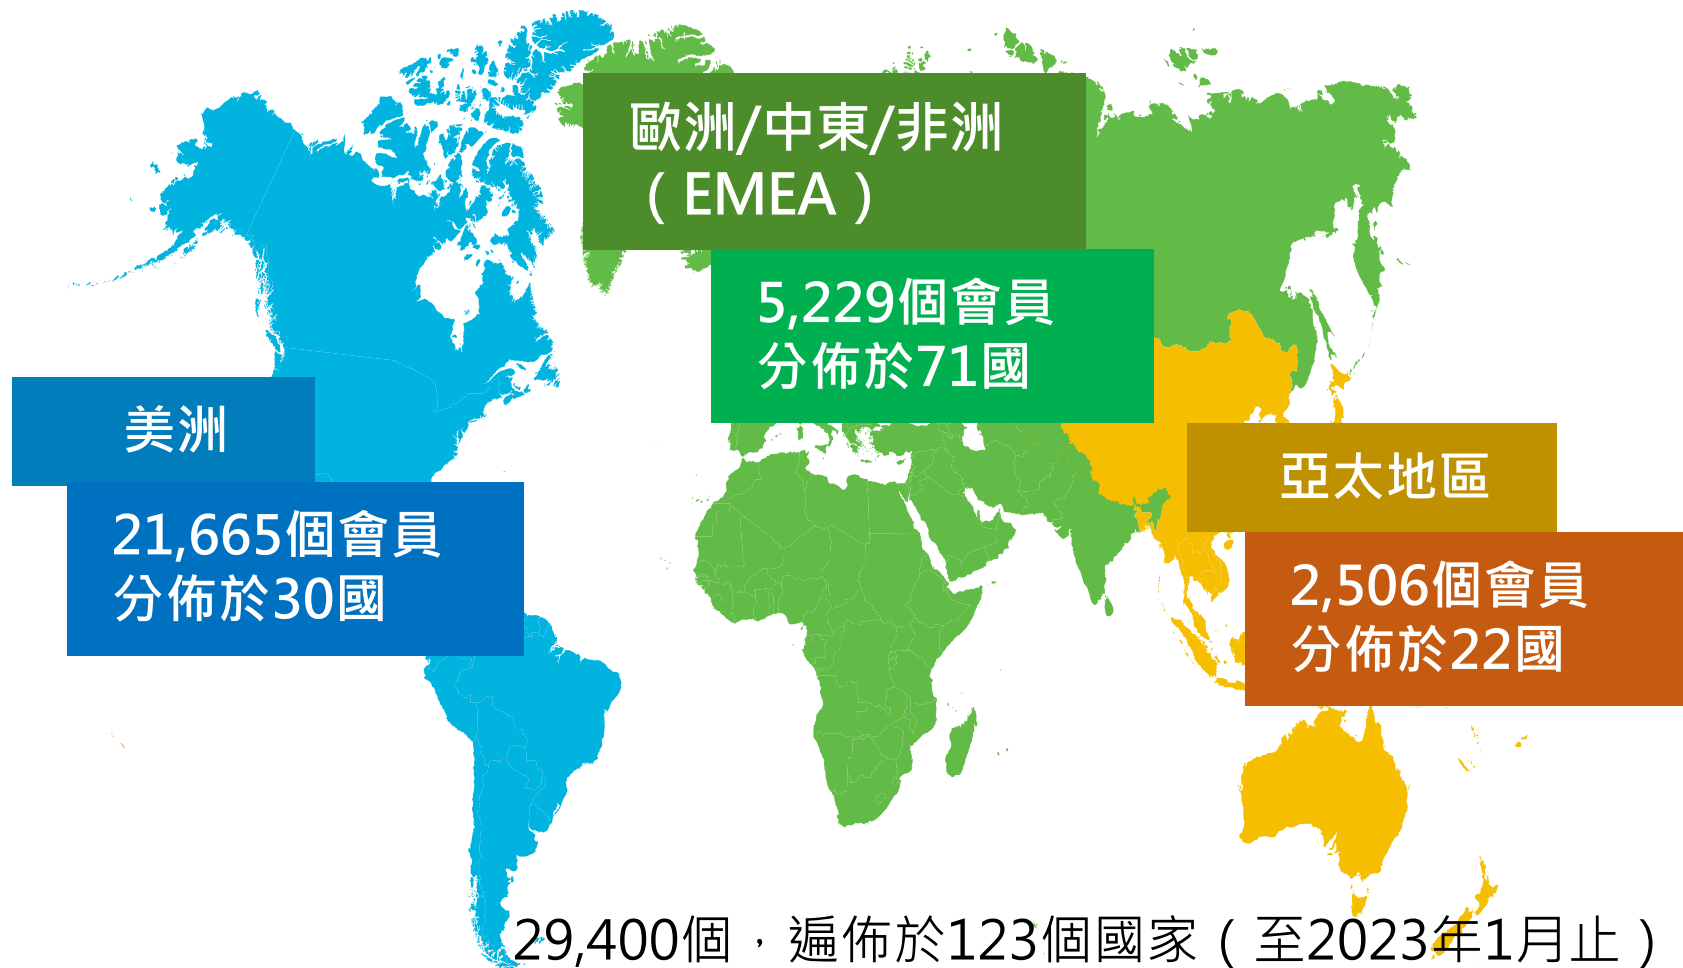 歐洲/中東/非洲
（EMEA）
5,229個會員
分佈於71國
美洲
21,665個會員
分佈於30國
亞太地區
2,506個會員
分佈於22國
29,400個，遍佈於123個國家（至2023年1月止）